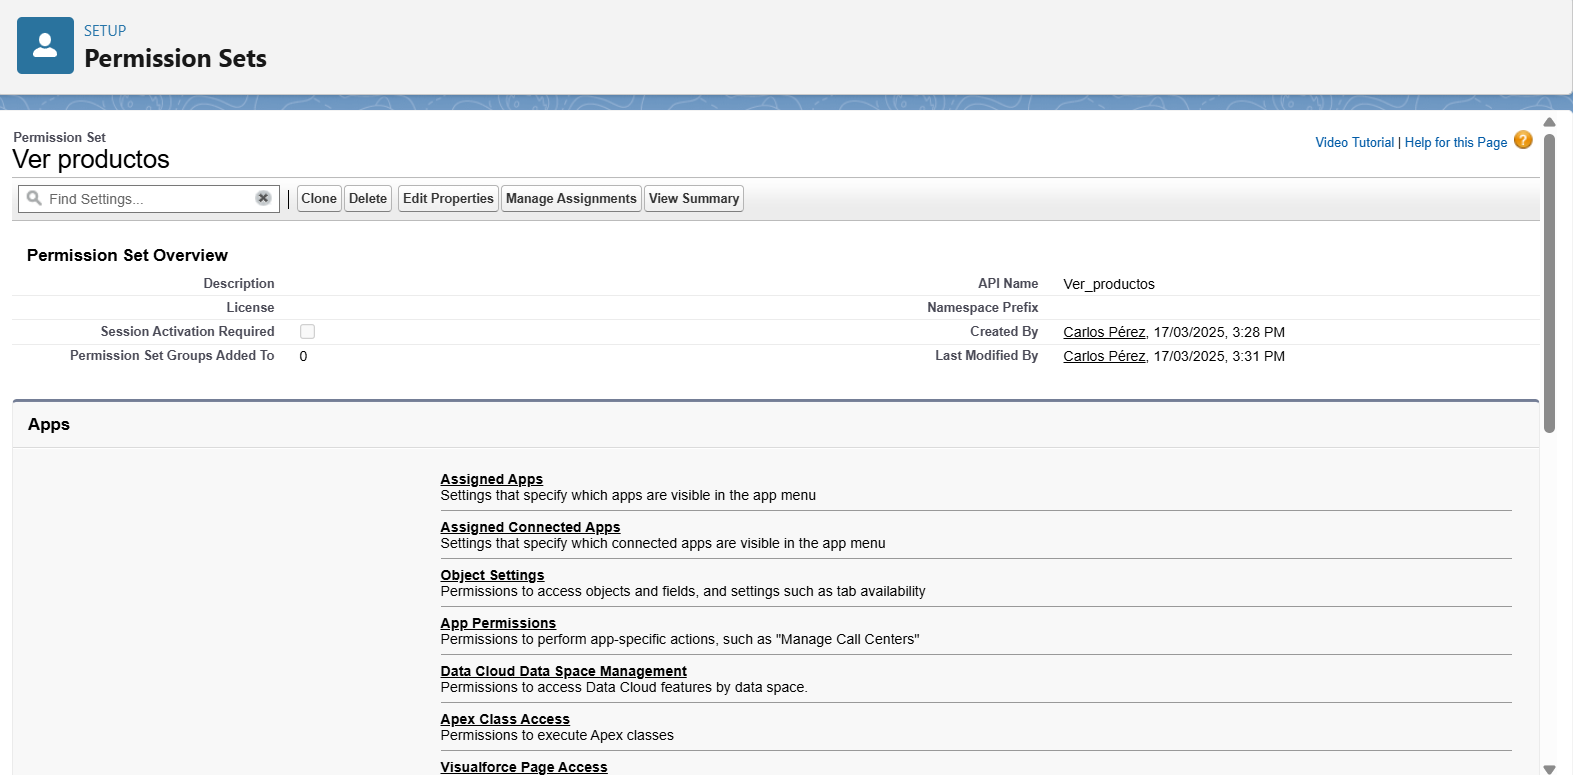 SETUP
Permission Sets
Permission Set
Ver productos
Video Tutorial | Help for this Page ?
Find Settings...
Clone Delete Edit Properties Manage Assignments View Summary
Permission Set Overview
Description
API Name Ver_productos
License
Namespace Prefix
Session Activation Required
Created By Carlos Pérez, 17/03/2025, 3:28 PM
Permission Set Groups Added To 0
Last Modified By Carlos Pérez, 17/03/2025, 3:31 PM
Apps
Assigned Apps
Settings that specify which apps are visible in the app menu
Assigned Connected Apps
Settings that specify which connected apps are visible in the app menu
Object Settings
Permissions to access objects and fields, and settings such as tab availability
App Permissions
Permissions to perform app-specific actions, such as "Manage Call Centers"
Data Cloud Data Space Management
Permissions to access Data Cloud features by data space.
Apex Class Access
Permissions to execute Apex classes
Visualforce Page Access